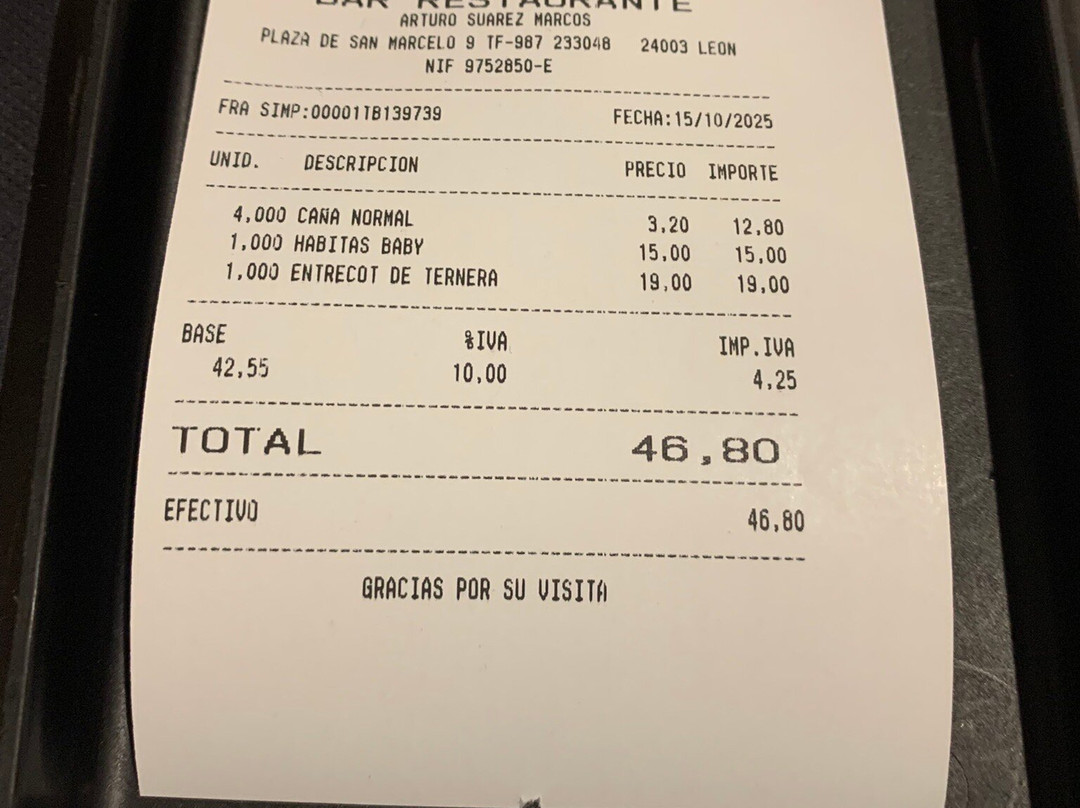 BAR RESTAURANTE
ARTURO SUAREZ MARCOS
PLAZA DE SAN MARCELO 9 TF-987 233048 24003 LEON
NIF 9752850-E
FRA SIMP:000011B139739 FECHA:15/10/2025
UNID. DESCRIPCION PRECIO IMPORTE
4,000 CAÑA NORMAL 3,20 12,80
1,000 HABITAS BABY 15,00 15,00
1,000 ENTRECOT DE TERNERA 19,00 19,00
BASE %IVA IMP.IVA
42,55 10,00 4,25
TOTAL 46,80
EFECTIVO 46,80
GRACIAS POR SU VISITA